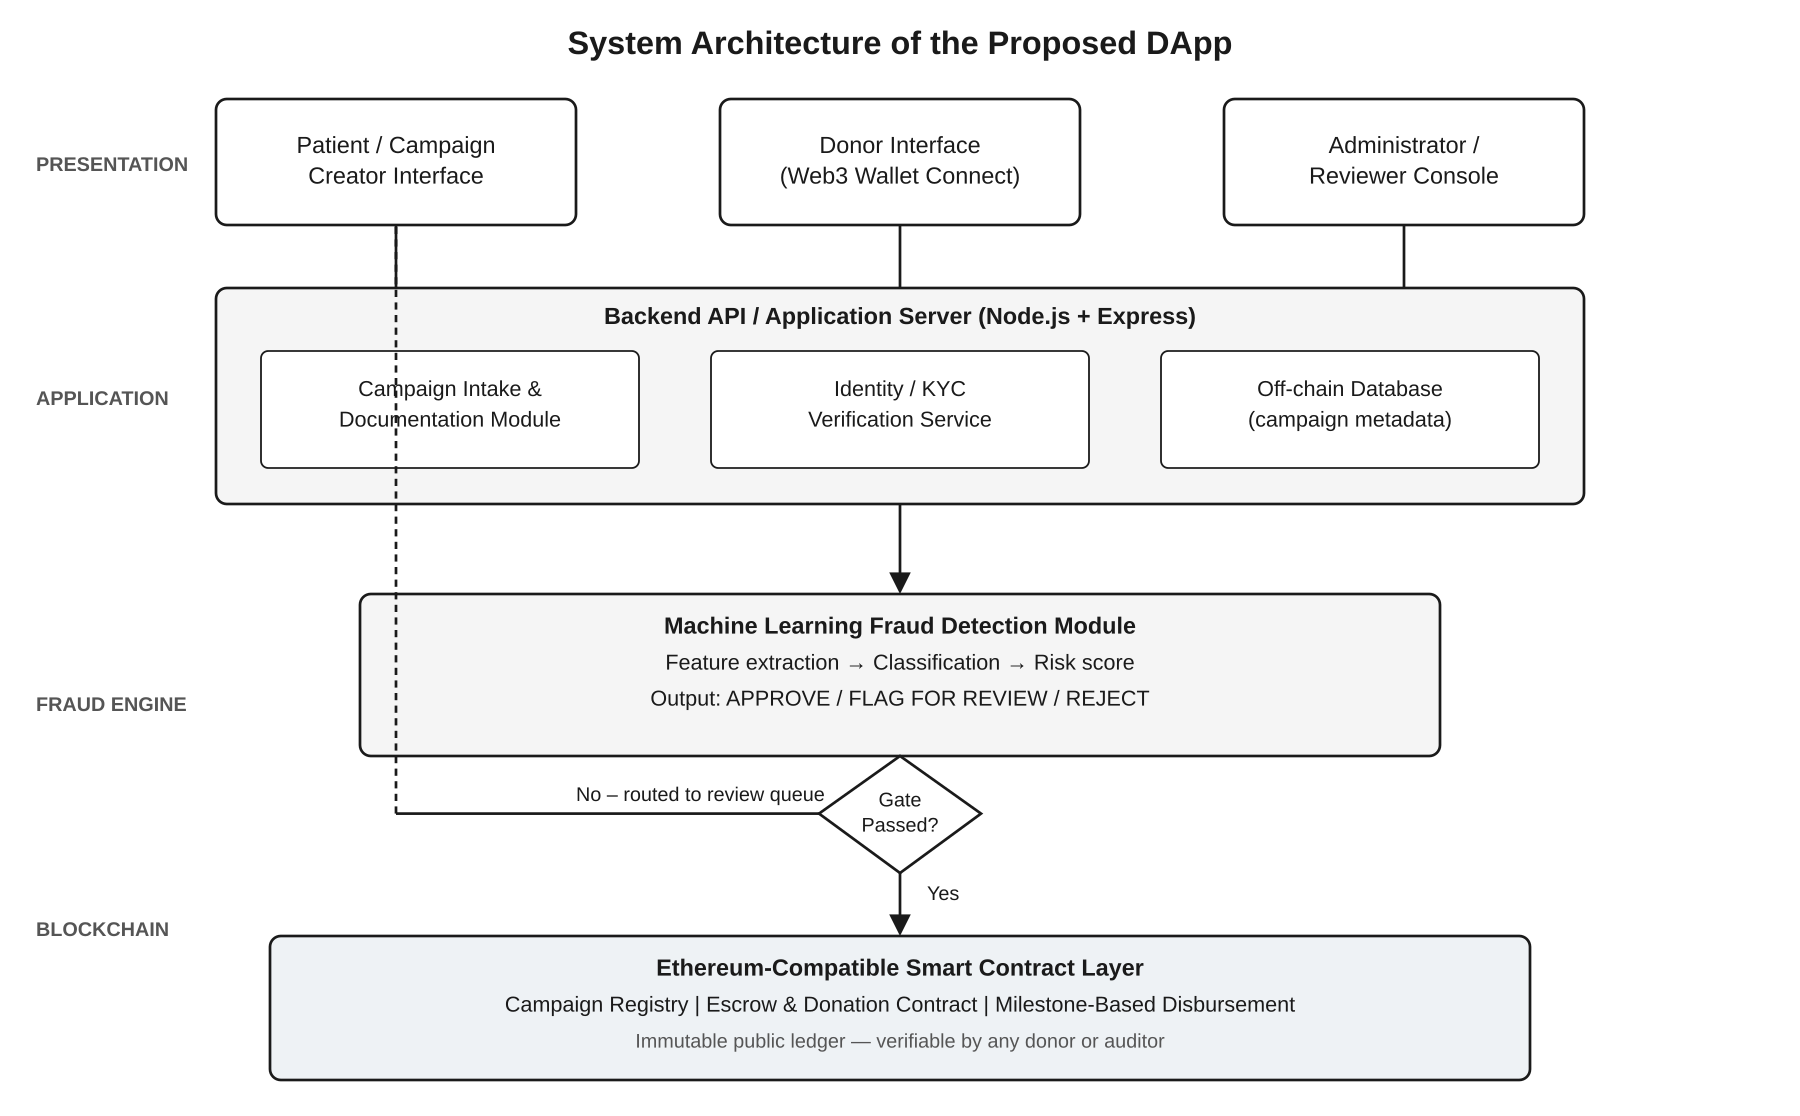 System Architecture of the Proposed DApp
PRESENTATION
Patient / Campaign
Creator Interface
Donor Interface
(Web3 Wallet Connect)
Administrator /
Reviewer Console
APPLICATION
Backend API / Application Server (Node.js + Express)
Campaign Intake &
Documentation Module
Identity / KYC
Verification Service
Off-chain Database
(campaign metadata)
FRAUD ENGINE
Machine Learning Fraud Detection Module
Feature extraction → Classification → Risk score
Output: APPROVE / FLAG FOR REVIEW / REJECT
No – routed to review queue
Gate
Passed?
Yes
BLOCKCHAIN
Ethereum-Compatible Smart Contract Layer
Campaign Registry | Escrow & Donation Contract | Milestone-Based Disbursement
Immutable public ledger — verifiable by any donor or auditor